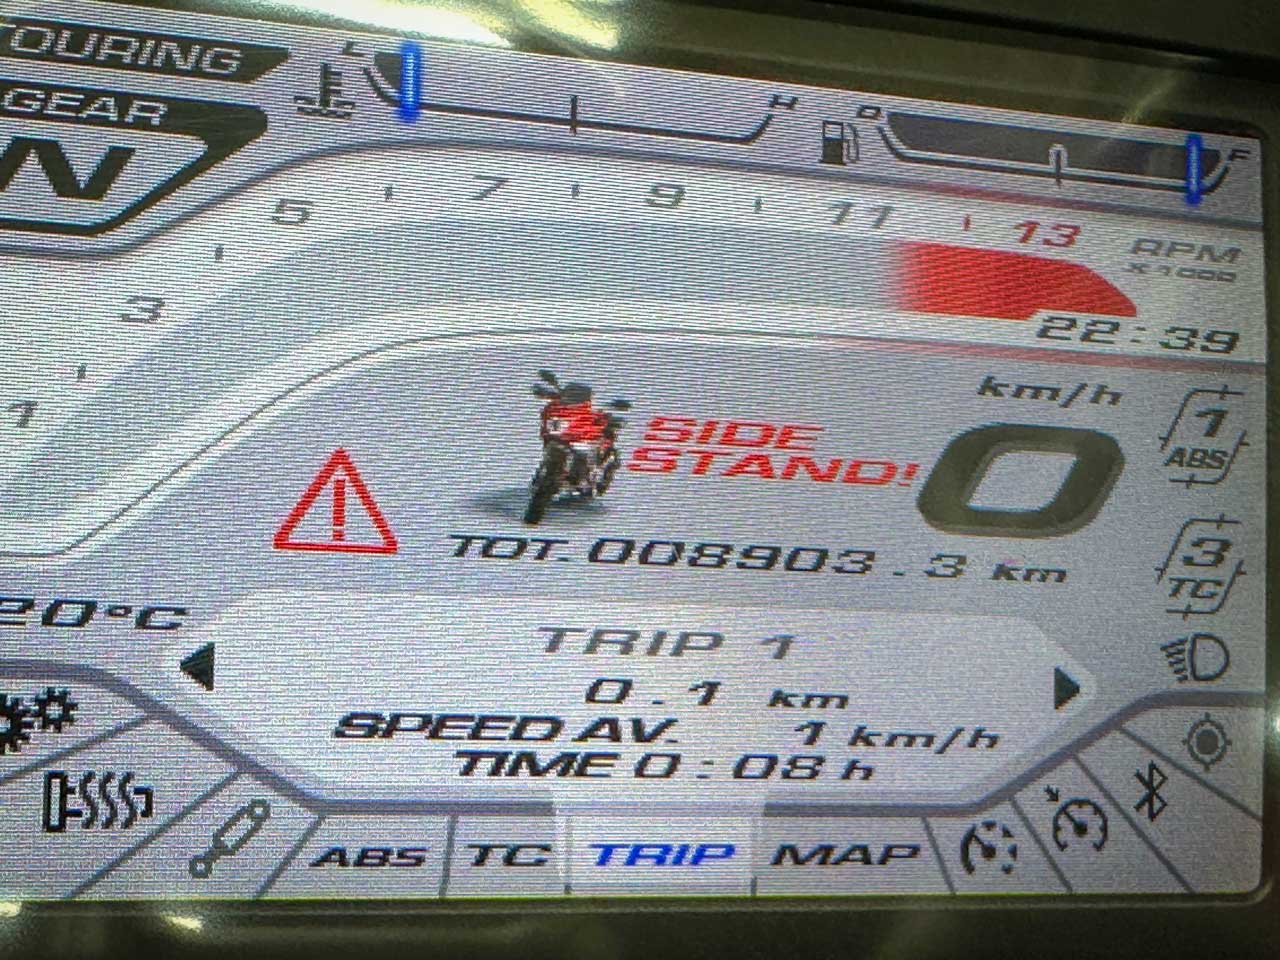 TOURING
GEAR
N
L
H
0
F
1
3
5
7
9
11
13
RPM
x1000
22:39
km/h
0
SIDE
STAND!
TOT. 008903.3 km
1
ABS
3
TC
20°C
TRIP 1
0.1 km
SPEED AV. 1 km/h
TIME 0:08 h
ABS
TC
TRIP
MAP